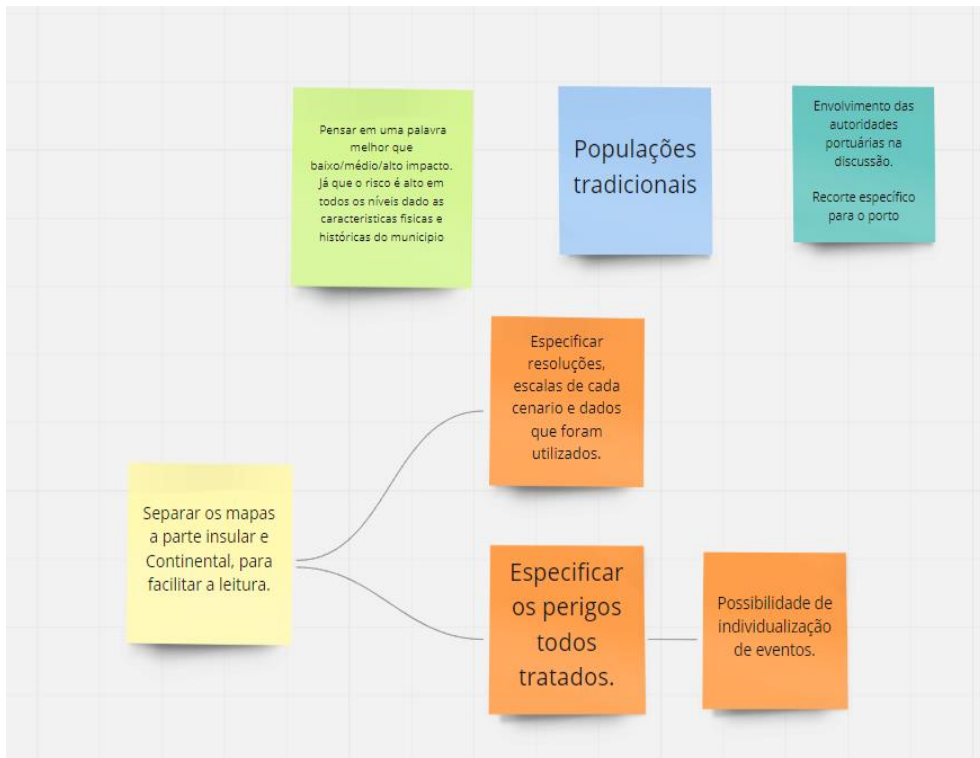 Pensar em uma palavra
melhor que
baixo/médio/alto impacto.
Já que o risco é alto em
todos os níveis dado as
caracteristicas fisicas e
históricas do municipio
Populações
tradicionais
Envolvimento das
autoridades
portuárias na
discussão.
Recorte específico
para o porto
Especificar
resoluções,
escalas de cada
cenario e dados
que foram
utilizados.
Separar os mapas
a parte insular e
Continental, para
facilitar a leitura.
Especificar
os perigos
todos
tratados.
Possibilidade de
individualização
de eventos.